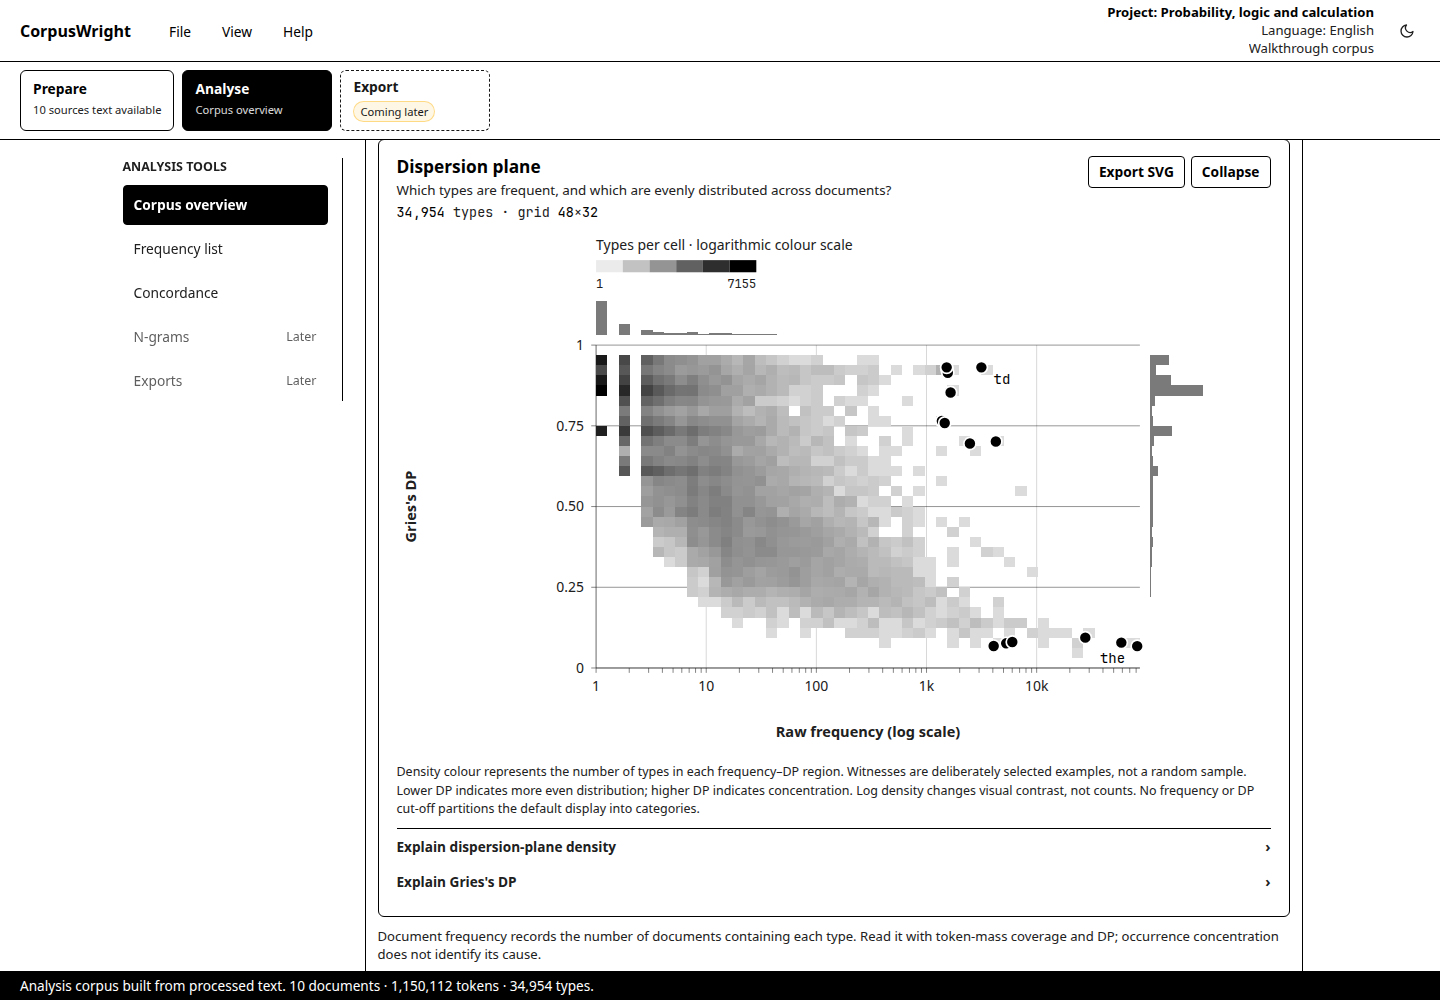 CorpusWright
File
View
Help
Project: Probability, logic and calculation
Language: English
Walkthrough corpus
Prepare
10 sources text available
Analyse
Corpus overview
Export
Coming later
ANALYSIS TOOLS
Corpus overview
Frequency list
Concordance
N-grams Later
Exports Later
Dispersion plane
Which types are frequent, and which are evenly distributed across documents?
34,954 types · grid 48×32
Export SVG
Collapse
Types per cell · logarithmic colour scale
1 7155
1
0.75
0.50
0.25
0
Gries's DP
td
the
1 10 100 1k 10k
Raw frequency (log scale)
Density colour represents the number of types in each frequency–DP region. Witnesses are deliberately selected examples, not a random sample.
Lower DP indicates more even distribution; higher DP indicates concentration. Log density changes visual contrast, not counts. No frequency or DP
cut-off partitions the default display into categories.
Explain dispersion-plane density ›
Explain Gries's DP ›
Document frequency records the number of documents containing each type. Read it with token-mass coverage and DP; occurrence concentration
does not identify its cause.
Analysis corpus built from processed text. 10 documents · 1,150,112 tokens · 34,954 types.